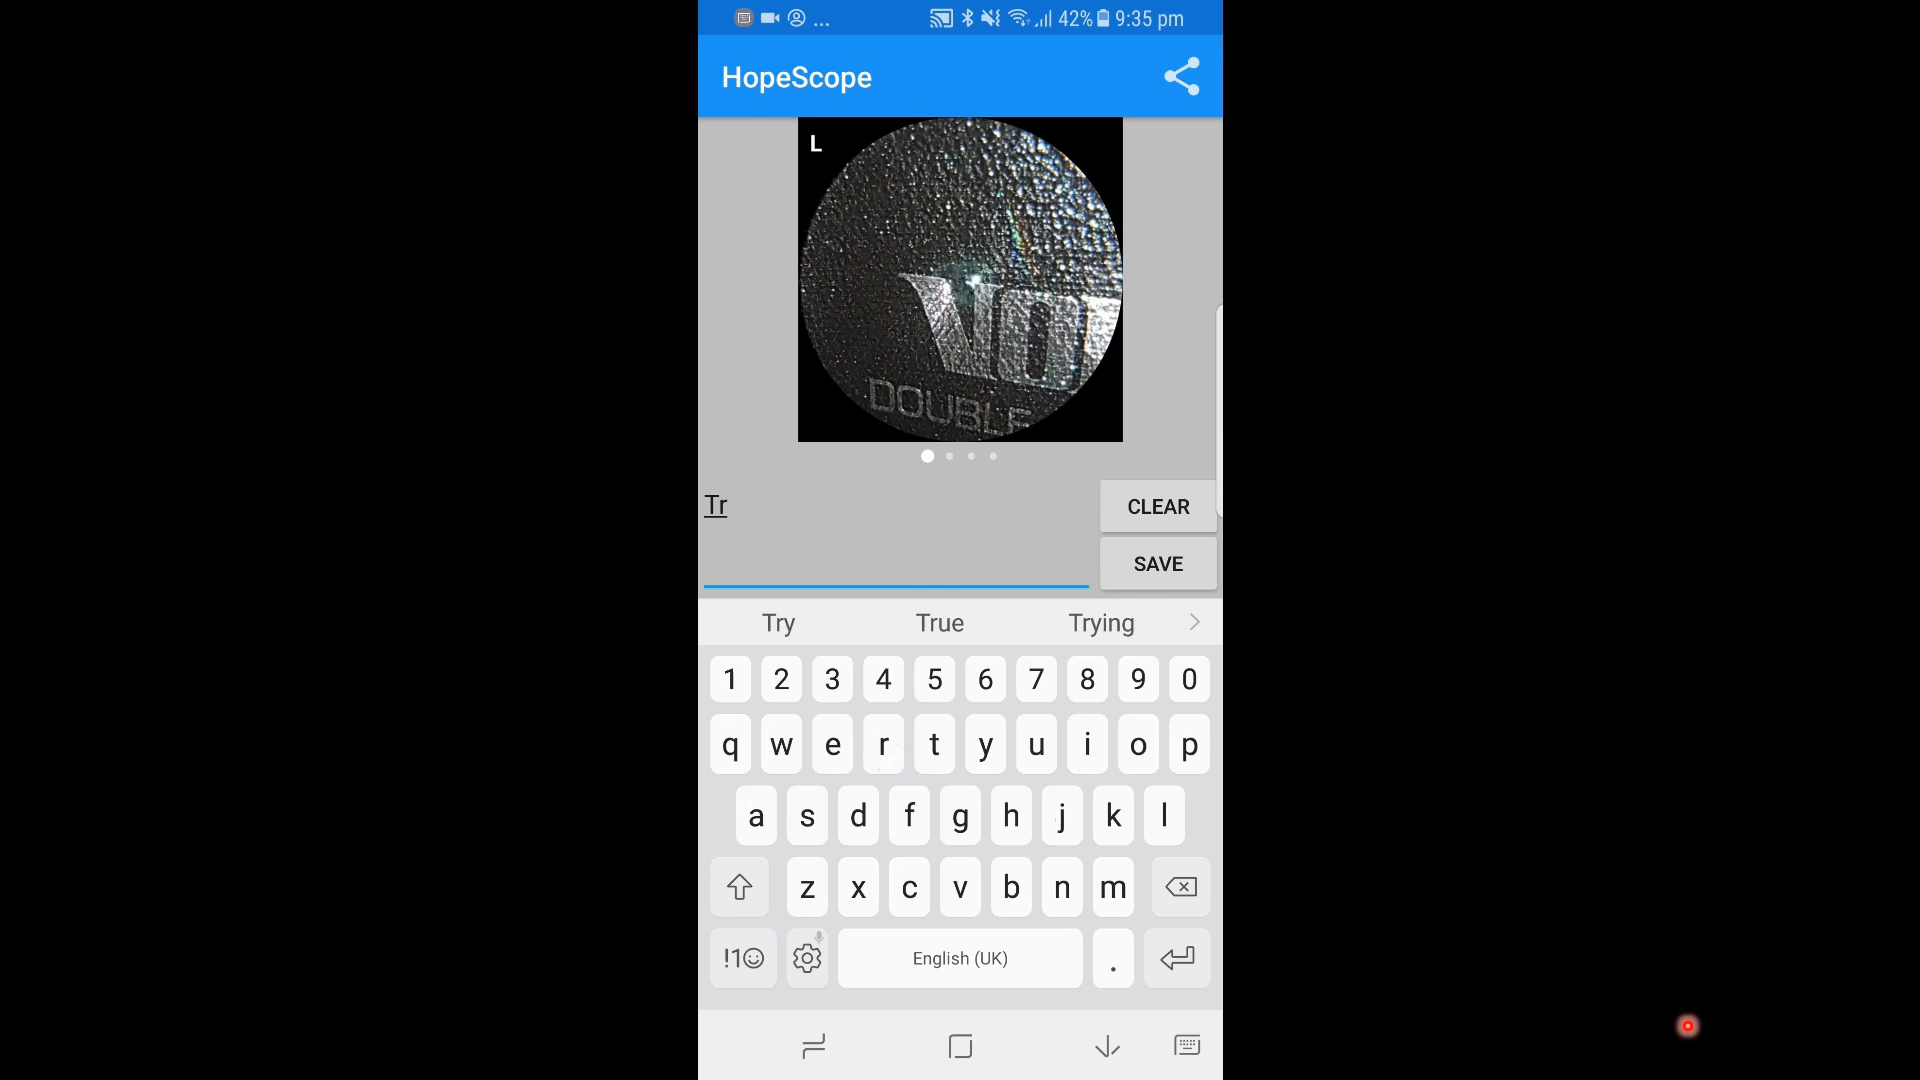 ... 42% 9:35 pm
HopeScope
L
VO
DOUBLE
Tr
CLEAR
SAVE
Try True Trying
1 2 3 4 5 6 7 8 9 0
q w e r t y u i o p
a s d f g h j k l
z x c v b n m
!1☺ English (UK) .